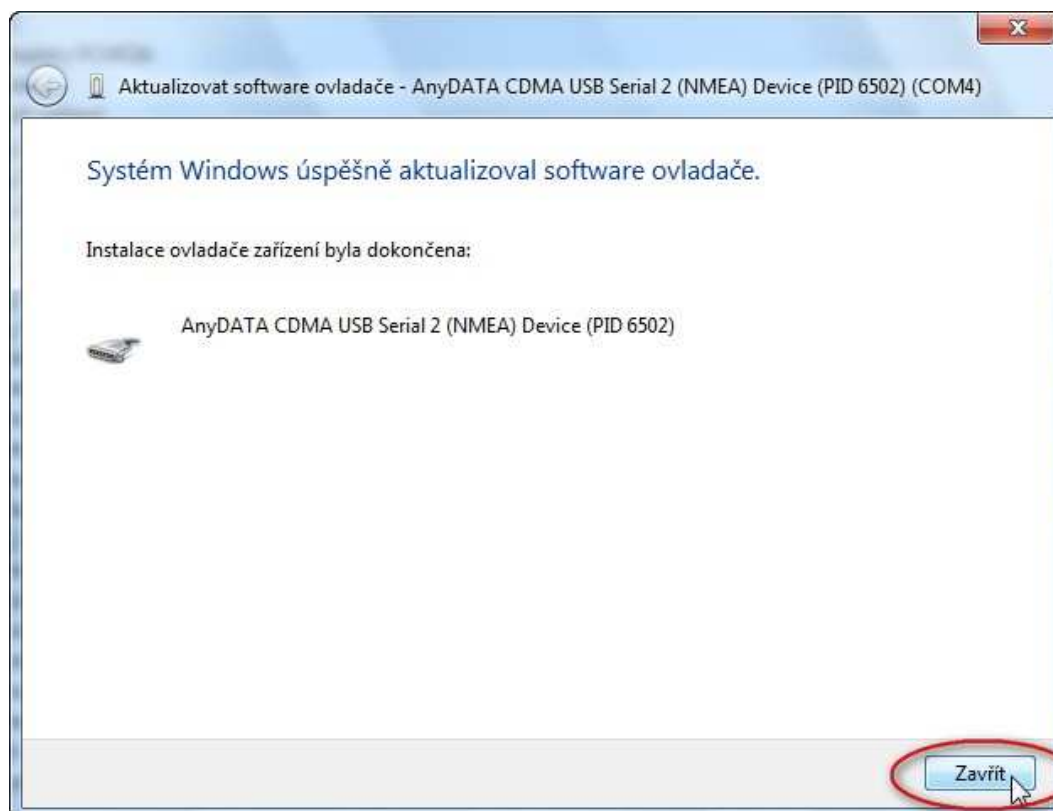 Aktualizovat software ovladače - AnyDATA CDMA USB Serial 2 (NMEA) Device (PID 6502) (COM4)
Systém Windows úspěšně aktualizoval software ovladače.
Instalace ovladače zařízení byla dokončena:
AnyDATA CDMA USB Serial 2 (NMEA) Device (PID 6502)
Zavřít